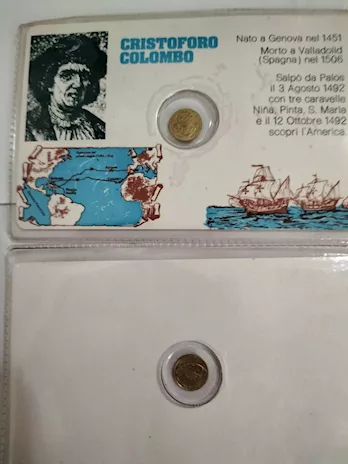 CRISTOFORO
COLOMBO
Nato a Genova nel 1451
Morto a Valladolid
(Spagna) nel 1506
Salpò da Palos
il 3 Agosto 1492
con tre caravelle
Niña, Pinta, S. Maria
e il 12 Ottobre 1492
scoprì l'America.